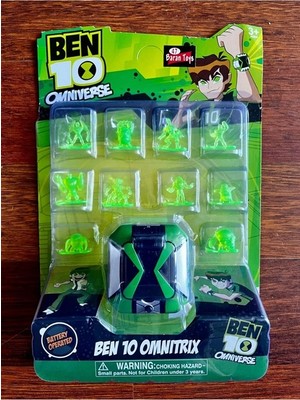 BEN
10
OMNIVERSE
Daran Toys
3+
BATTERY
OPERATED
BEN 10 OMNITRIX
WARNING: CHOKING HAZARD -
Small parts. Not for Children under 3 years.
BEN
10
OMNIVERSE